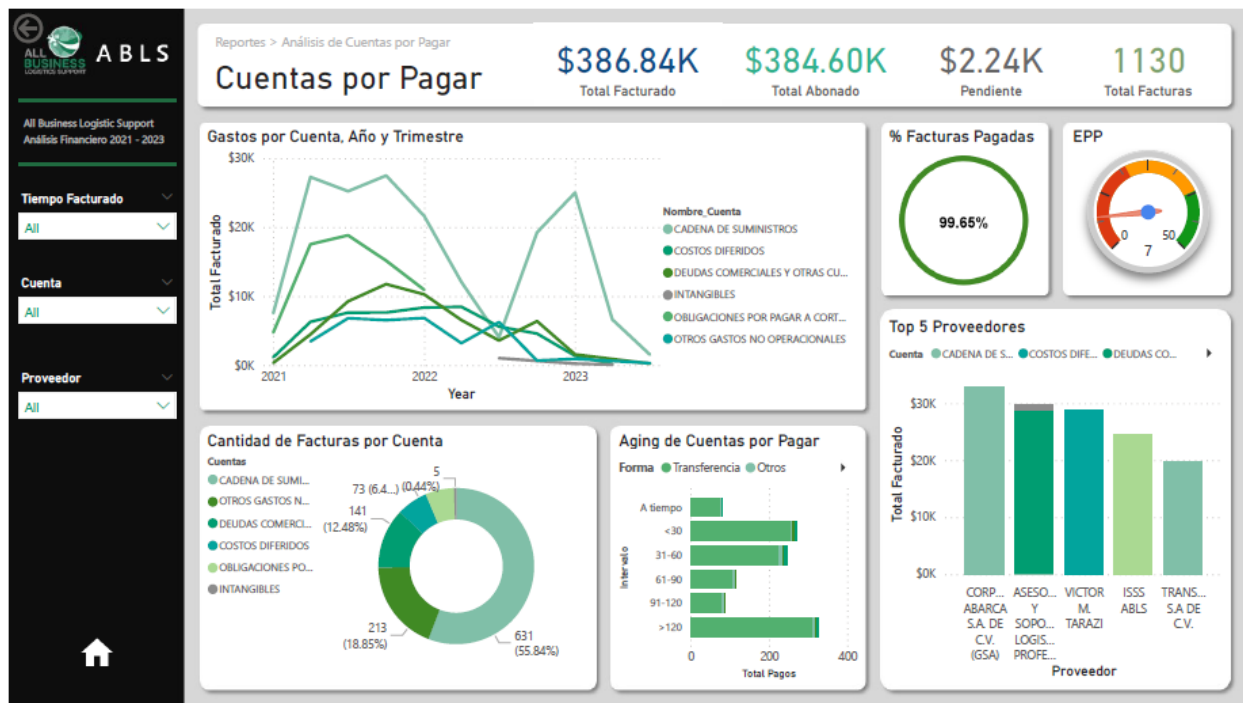 ALL
BUSINESS
LOGISTICS SUPPORT
ABLS
All Business Logistic Support
Análisis Financiero 2021 - 2023
Tiempo Facturado
All
Cuenta
All
Proveedor
All
Reportes > Análisis de Cuentas por Pagar
Cuentas por Pagar
$386.84K
Total Facturado
$384.60K
Total Abonado
$2.24K
Pendiente
1130
Total Facturas
Gastos por Cuenta, Año y Trimestre
Total Facturado
$30K
$20K
$10K
$0K
2021
2022
2023
Year
Nombre_Cuenta
CADENA DE SUMINISTROS
COSTOS DIFERIDOS
DEUDAS COMERCIALES Y OTRAS CU...
INTANGIBLES
OBLIGACIONES POR PAGAR A CORT...
OTROS GASTOS NO OPERACIONALES
% Facturas Pagadas
99.65%
EPP
0
50
7
Cantidad de Facturas por Cuenta
Cuentas
CADENA DE SUMI...
OTROS GASTOS N...
DEUDAS COMERCI...
COSTOS DIFERIDOS
OBLIGACIONES PO...
INTANGIBLES
5
(0.44%)
73 (6.4...)
141
(12.48%)
213
(18.85%)
631
(55.84%)
Aging de Cuentas por Pagar
Forma Transferencia Otros
Intervalo
A tiempo
<30
31-60
61-90
91-120
>120
0
200
400
Total Pagos
Top 5 Proveedores
Cuenta CADENA DE S... COSTOS DIFE... DEUDAS CO...
Total Facturado
$30K
$20K
$10K
$0K
CORP...
ABARCA
S.A. DE
C.V.
(GSA)
ASESO...
Y
SOPO...
LOGIS...
PROFE...
VICTOR
M.
TARAZI
ISSS
ABLS
TRANS...
S.A DE
C.V.
Proveedor